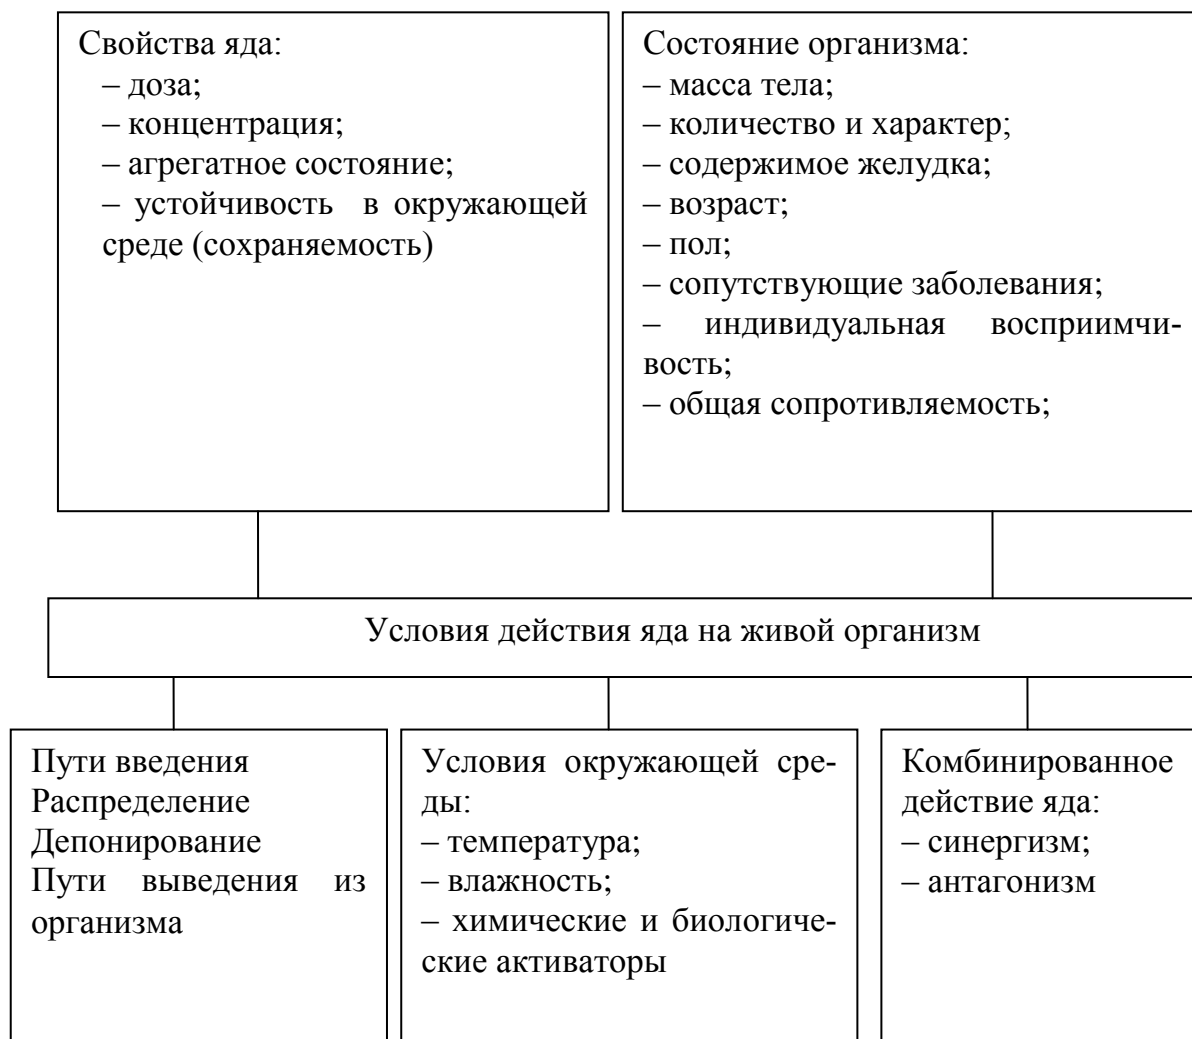 Свойства яда:
– доза;
– концентрация;
– агрегатное состояние;
– устойчивость в окружающей
среде (сохраняемость)
Состояние организма:
– масса тела;
– количество и характер;
– содержимое желудка;
– возраст;
– пол;
– сопутствующие заболевания;
– индивидуальная восприимчи-
вость;
– общая сопротивляемость;
Условия действия яда на живой организм
Пути введения
Распределение
Депонирование
Пути выведения из
организма
Условия окружающей сре-
ды:
– температура;
– влажность;
– химические и биологиче-
ские активаторы
Комбинированное
действие яда:
– синергизм;
– антагонизм